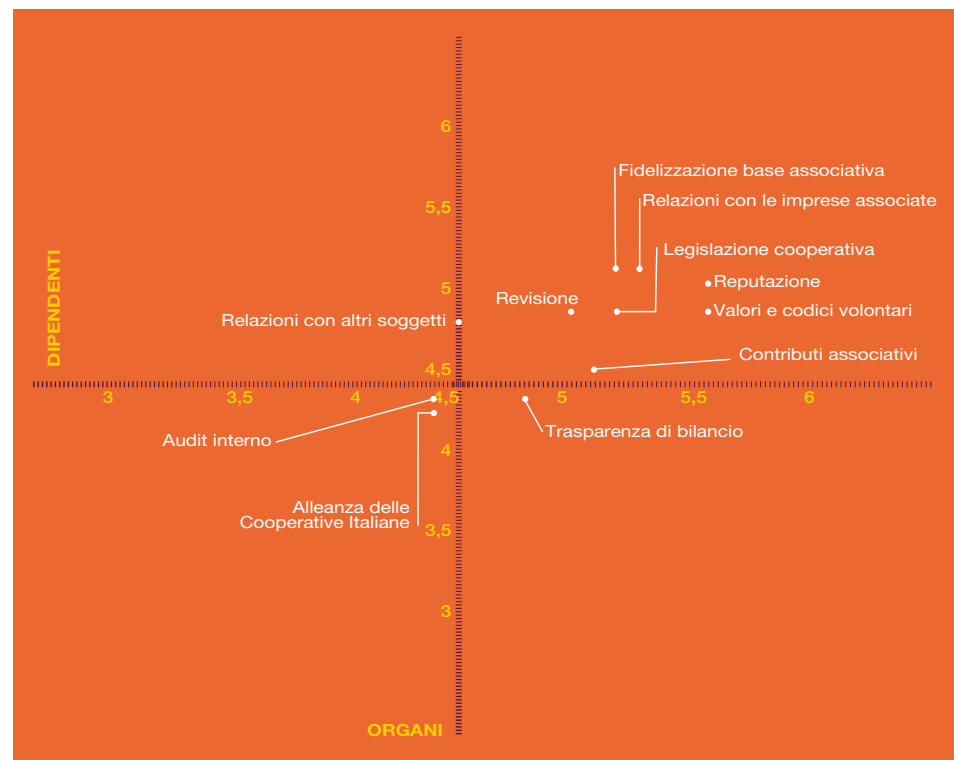 6
Fidelizzazione base associativa
Relazioni con le imprese associate
5,5
Legislazione cooperativa
DIPENDENTI
5
Reputazione
Revisione
Valori e codici volontari
Relazioni con altri soggetti
Contributi associativi
4,5
3
3,5
4
4,5
5
5,5
6
Audit interno
Trasparenza di bilancio
4
Alleanza delle
Cooperative Italiane
3,5
3
ORGANI